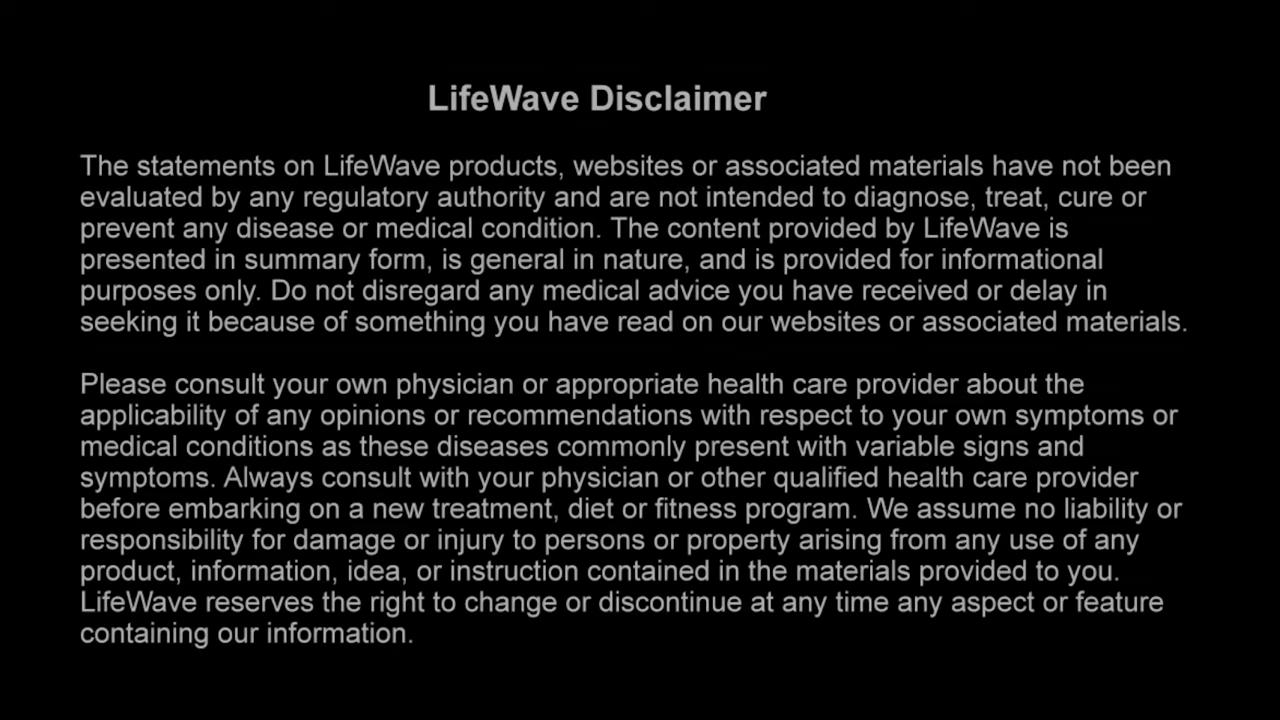 LifeWave Disclaimer
The statements on LifeWave products, websites or associated materials have not been
evaluated by any regulatory authority and are not intended to diagnose, treat, cure or
prevent any disease or medical condition. The content provided by LifeWave is
presented in summary form, is general in nature, and is provided for informational
purposes only. Do not disregard any medical advice you have received or delay in
seeking it because of something you have read on our websites or associated materials.
Please consult your own physician or appropriate health care provider about the
applicability of any opinions or recommendations with respect to your own symptoms or
medical conditions as these diseases commonly present with variable signs and
symptoms. Always consult with your physician or other qualified health care provider
before embarking on a new treatment, diet or fitness program. We assume no liability or
responsibility for damage or injury to persons or property arising from any use of any
product, information, idea, or instruction contained in the materials provided to you.
LifeWave reserves the right to change or discontinue at any time any aspect or feature
containing our information.